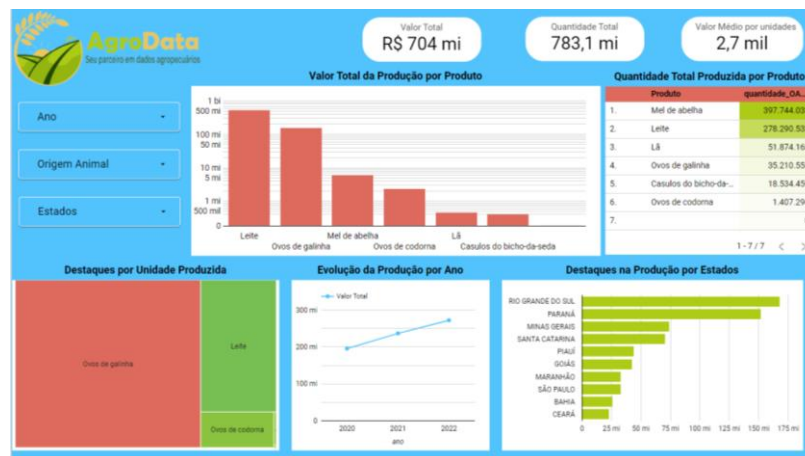 AgroData
Seu parceiro em dados agropecuários
Valor Total
R$ 704 mi
Quantidade Total
783,1 mi
Valor Médio por unidades
2,7 mil
Ano
Origem Animal
Estados
Valor Total da Produção por Produto
1 bi
500 mi
100 mi
50 mi
10 mi
5 mi
1 mi
500 mil
0
Leite
Ovos de galinha
Mel de abelha
Ovos de codorna
Lã
Casulos do bicho-da-seda
Quantidade Total Produzida por Produto
Produto quantidade_OA...
1. Mel de abelha 397.744.03
2. Leite 278.290.53
3. Lã 51.874.16
4. Ovos de galinha 35.210.55
5. Casulos do bicho-da-... 18.534.45
6. Ovos de codorna 1.407.29
7.
1 - 7 / 7 < >
Destaques por Unidade Produzida
Ovos de galinha
Leite
Ovos de codorna
Evolução da Produção por Ano
Valor Total
300 mi
200 mi
100 mi
0
2020 2021 2022
ano
Destaques na Produção por Estados
RIO GRANDE DO SUL
PARANÁ
MINAS GERAIS
SANTA CATARINA
PIAUÍ
GOIÁS
MARANHÃO
SÃO PAULO
BAHIA
CEARÁ
0 25 mi 50 mi 75 mi 100 mi 125 mi 150 mi 175 mi